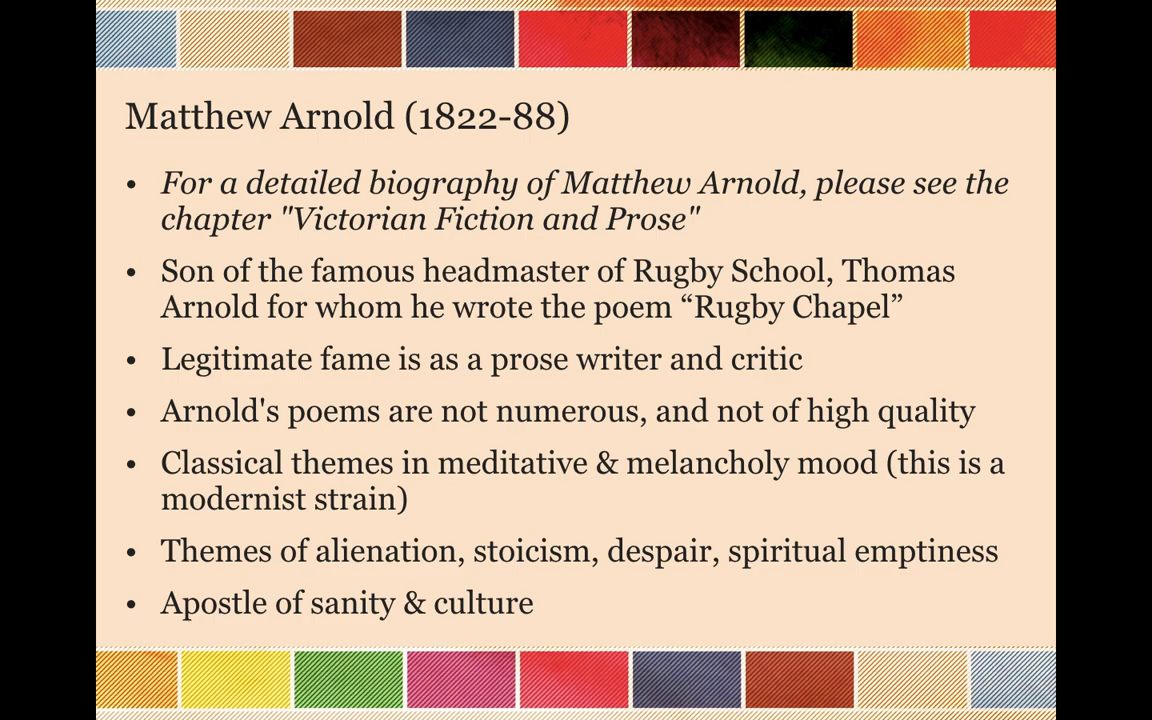 Matthew Arnold (1822-88)
• For a detailed biography of Matthew Arnold, please see the
chapter "Victorian Fiction and Prose"
• Son of the famous headmaster of Rugby School, Thomas
Arnold for whom he wrote the poem “Rugby Chapel”
• Legitimate fame is as a prose writer and critic
• Arnold's poems are not numerous, and not of high quality
• Classical themes in meditative & melancholy mood (this is a
modernist strain)
• Themes of alienation, stoicism, despair, spiritual emptiness
• Apostle of sanity & culture